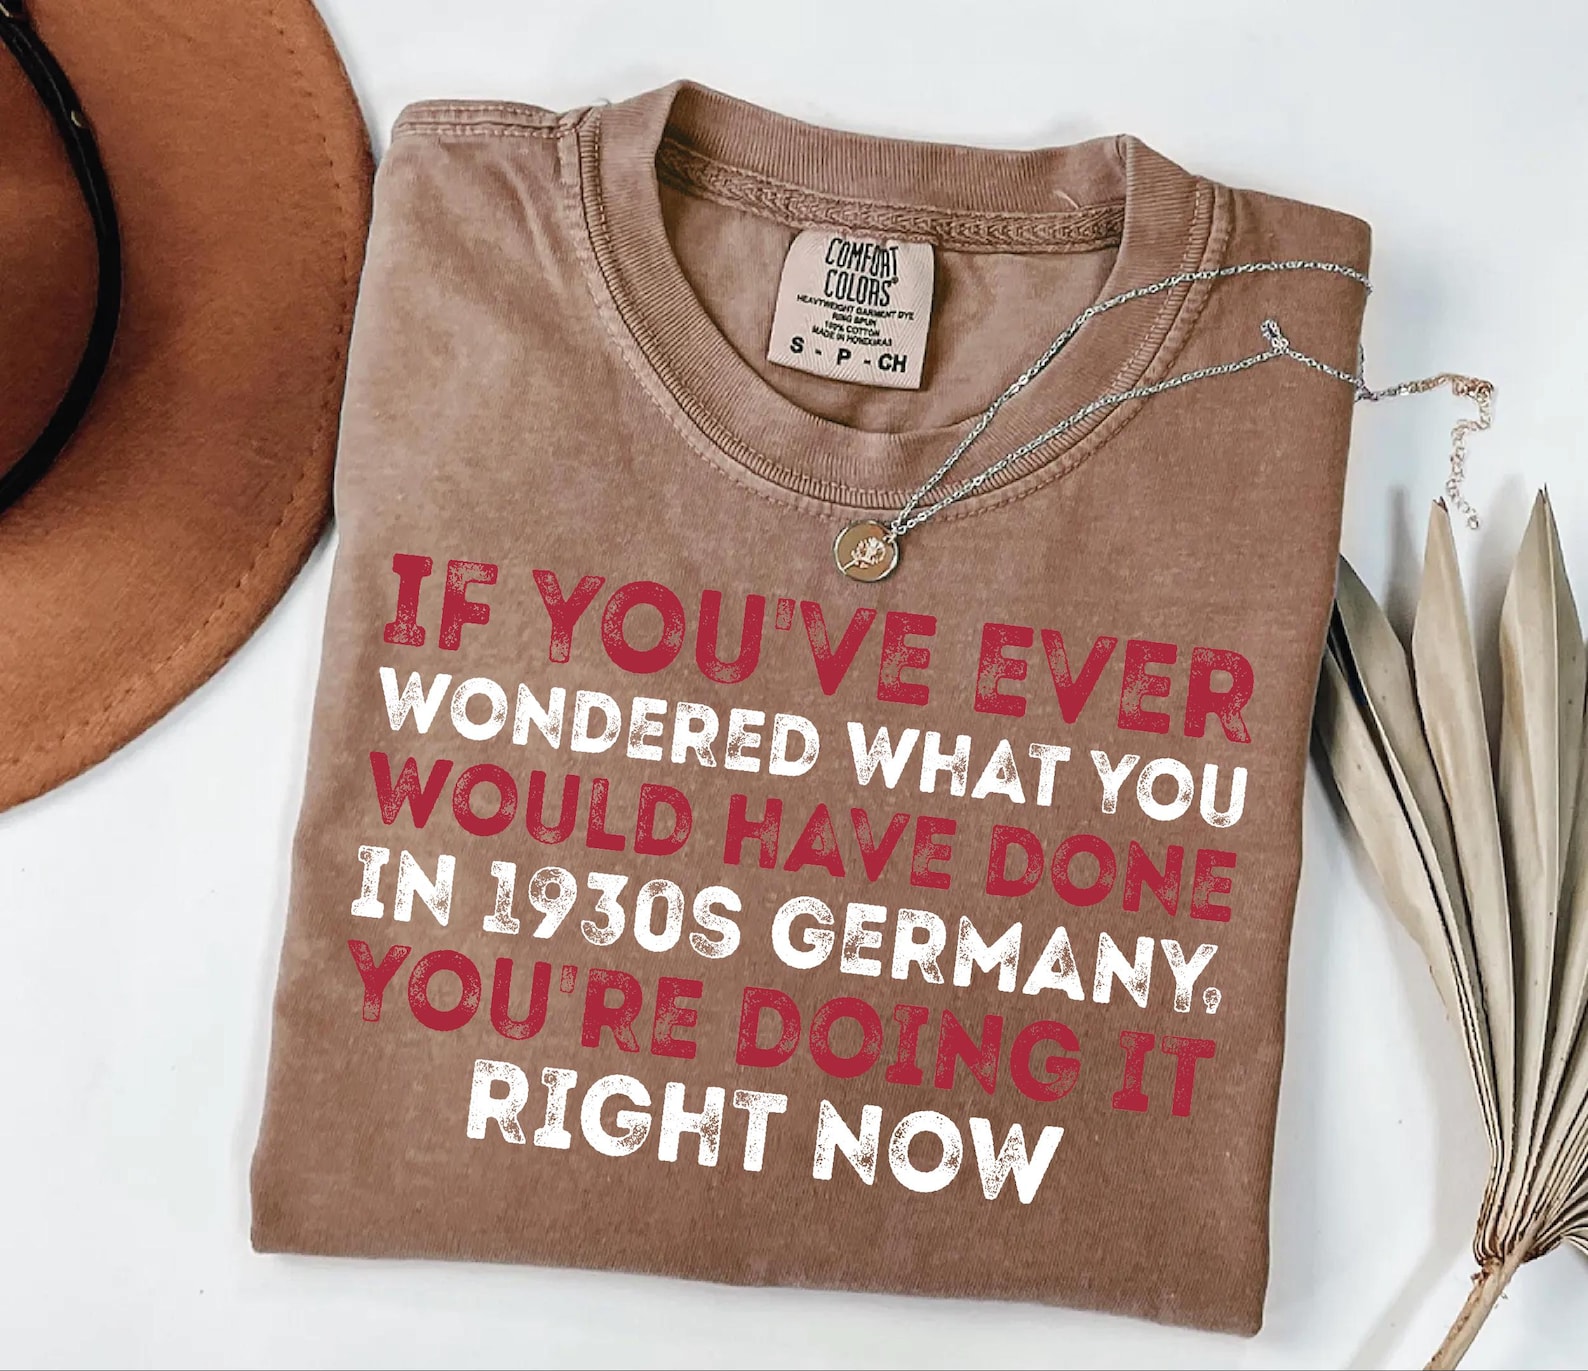 COMFORT
COLORS®
HEAVYWEIGHT GARMENT DYE
RING SPUN
100% COTTON
MADE IN HONDURAS
S - P - CH
IF YOU'VE EVER
WONDERED WHAT YOU
WOULD HAVE DONE
IN 1930S GERMANY,
YOU'RE DOING IT
RIGHT NOW